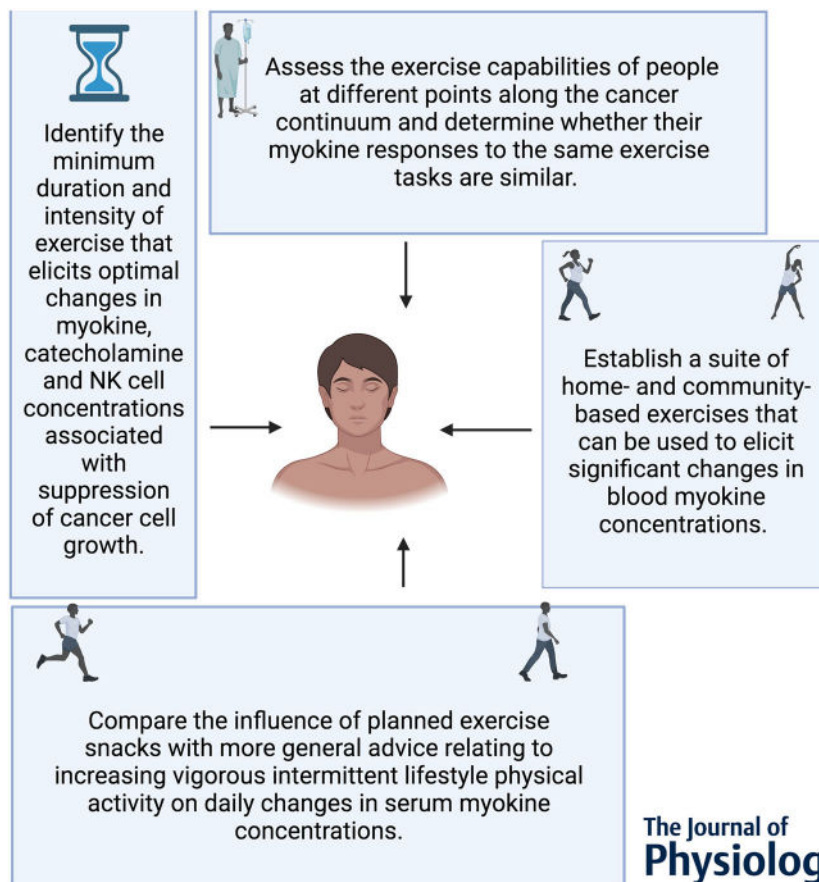 Identify the
minimum
duration and
intensity of
exercise that
elicits optimal
changes in
myokine,
catecholamine
and NK cell
concentrations
associated
with
suppression
of cancer cell
growth.
Assess the exercise capabilities of people
at different points along the cancer
continuum and determine whether their
myokine responses to the same exercise
tasks are similar.
Establish a suite of
home- and community-
based exercises that
can be used to elicit
significant changes in
blood myokine
concentrations.
Compare the influence of planned exercise
snacks with more general advice relating to
increasing vigorous intermittent lifestyle physical
activity on daily changes in serum myokine
concentrations.
The Journal of
Physiolog